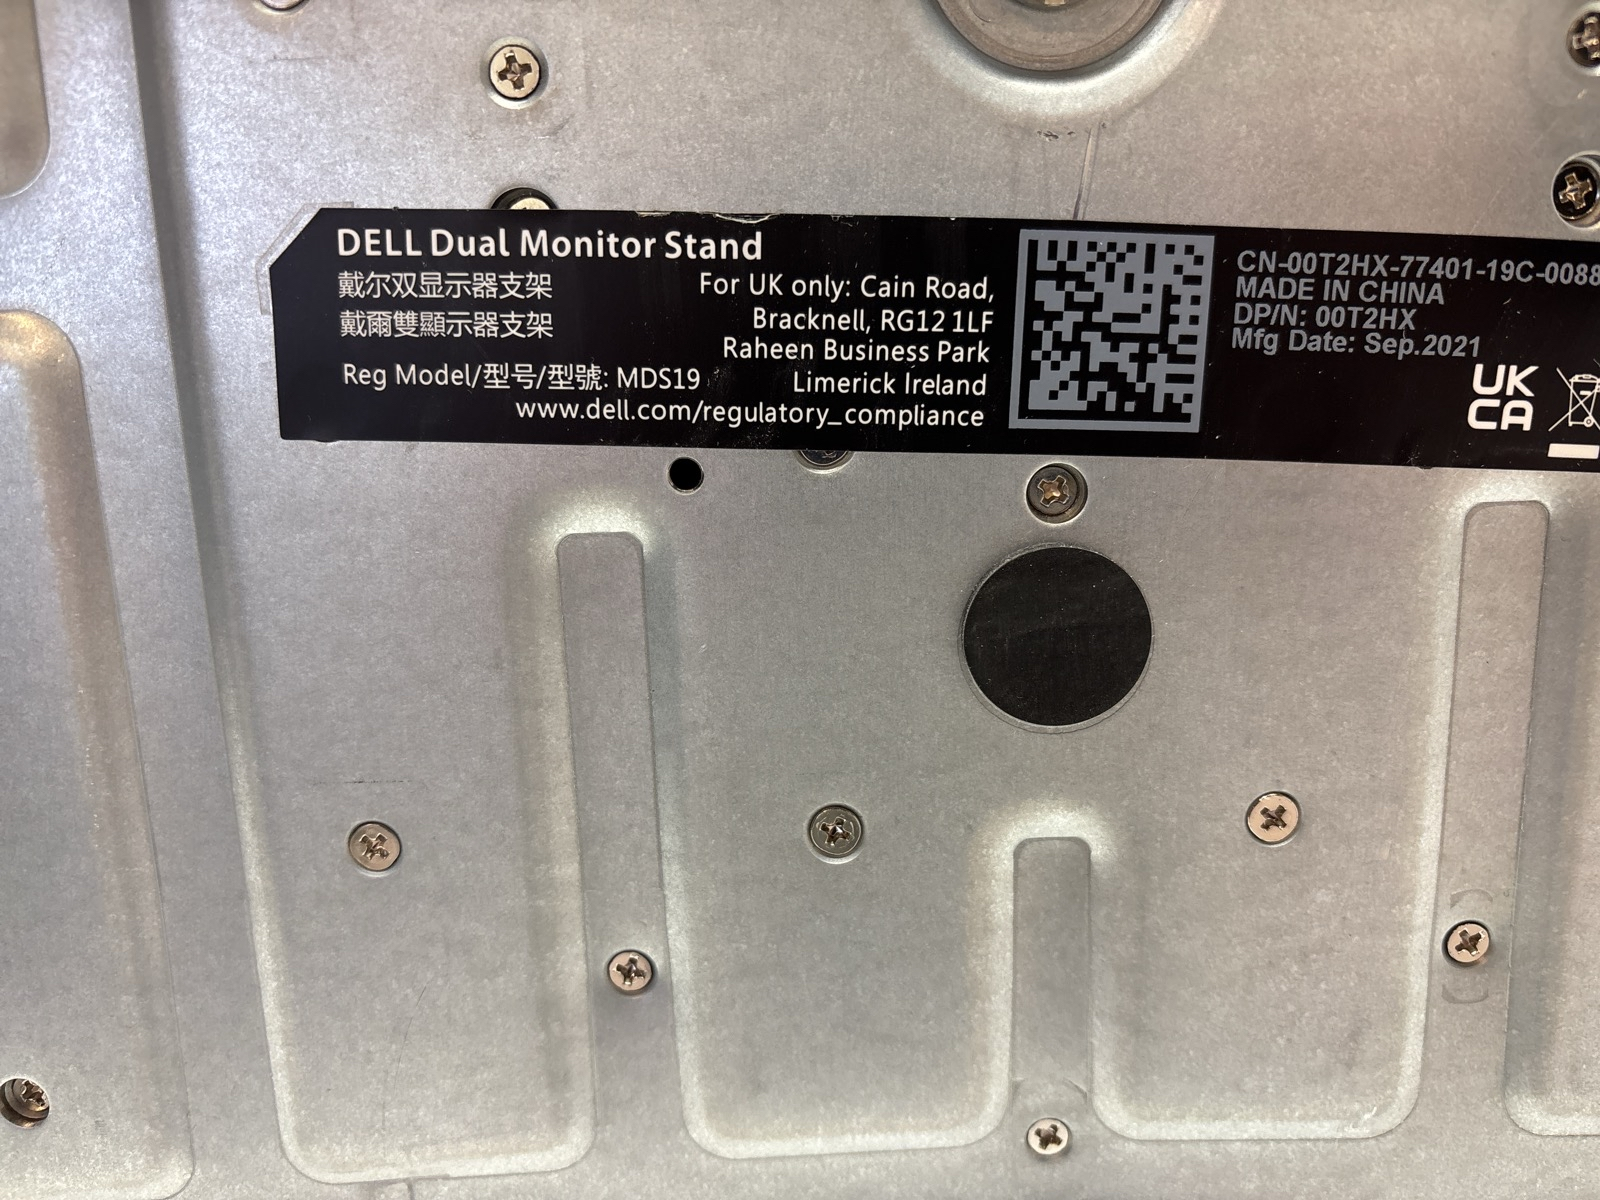 DELL Dual Monitor Stand
戴尔双显示器支架
戴爾雙顯示器支架
Reg Model/型号/型號: MDS19
For UK only: Cain Road,
Bracknell, RG12 1LF
Raheen Business Park
Limerick Ireland
www.dell.com/regulatory_compliance
CN-00T2HX-77401-19C-0088
MADE IN CHINA
DP/N: 00T2HX
Mfg Date: Sep.2021
UK
CA